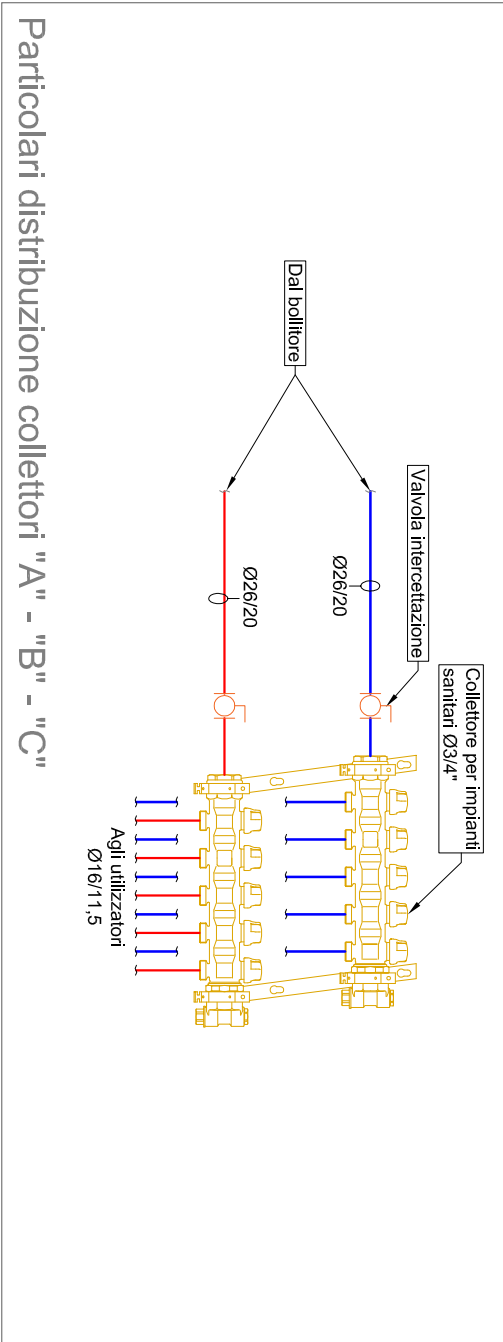 Collettore per impianti
sanitari Ø3/4"
Valvola intercettazione
Dal bollitore
Ø26/20
Ø26/20
Agli utilizzatori
Ø16/11,5
Particolari distribuzione collettori "A" - "B" - "C"